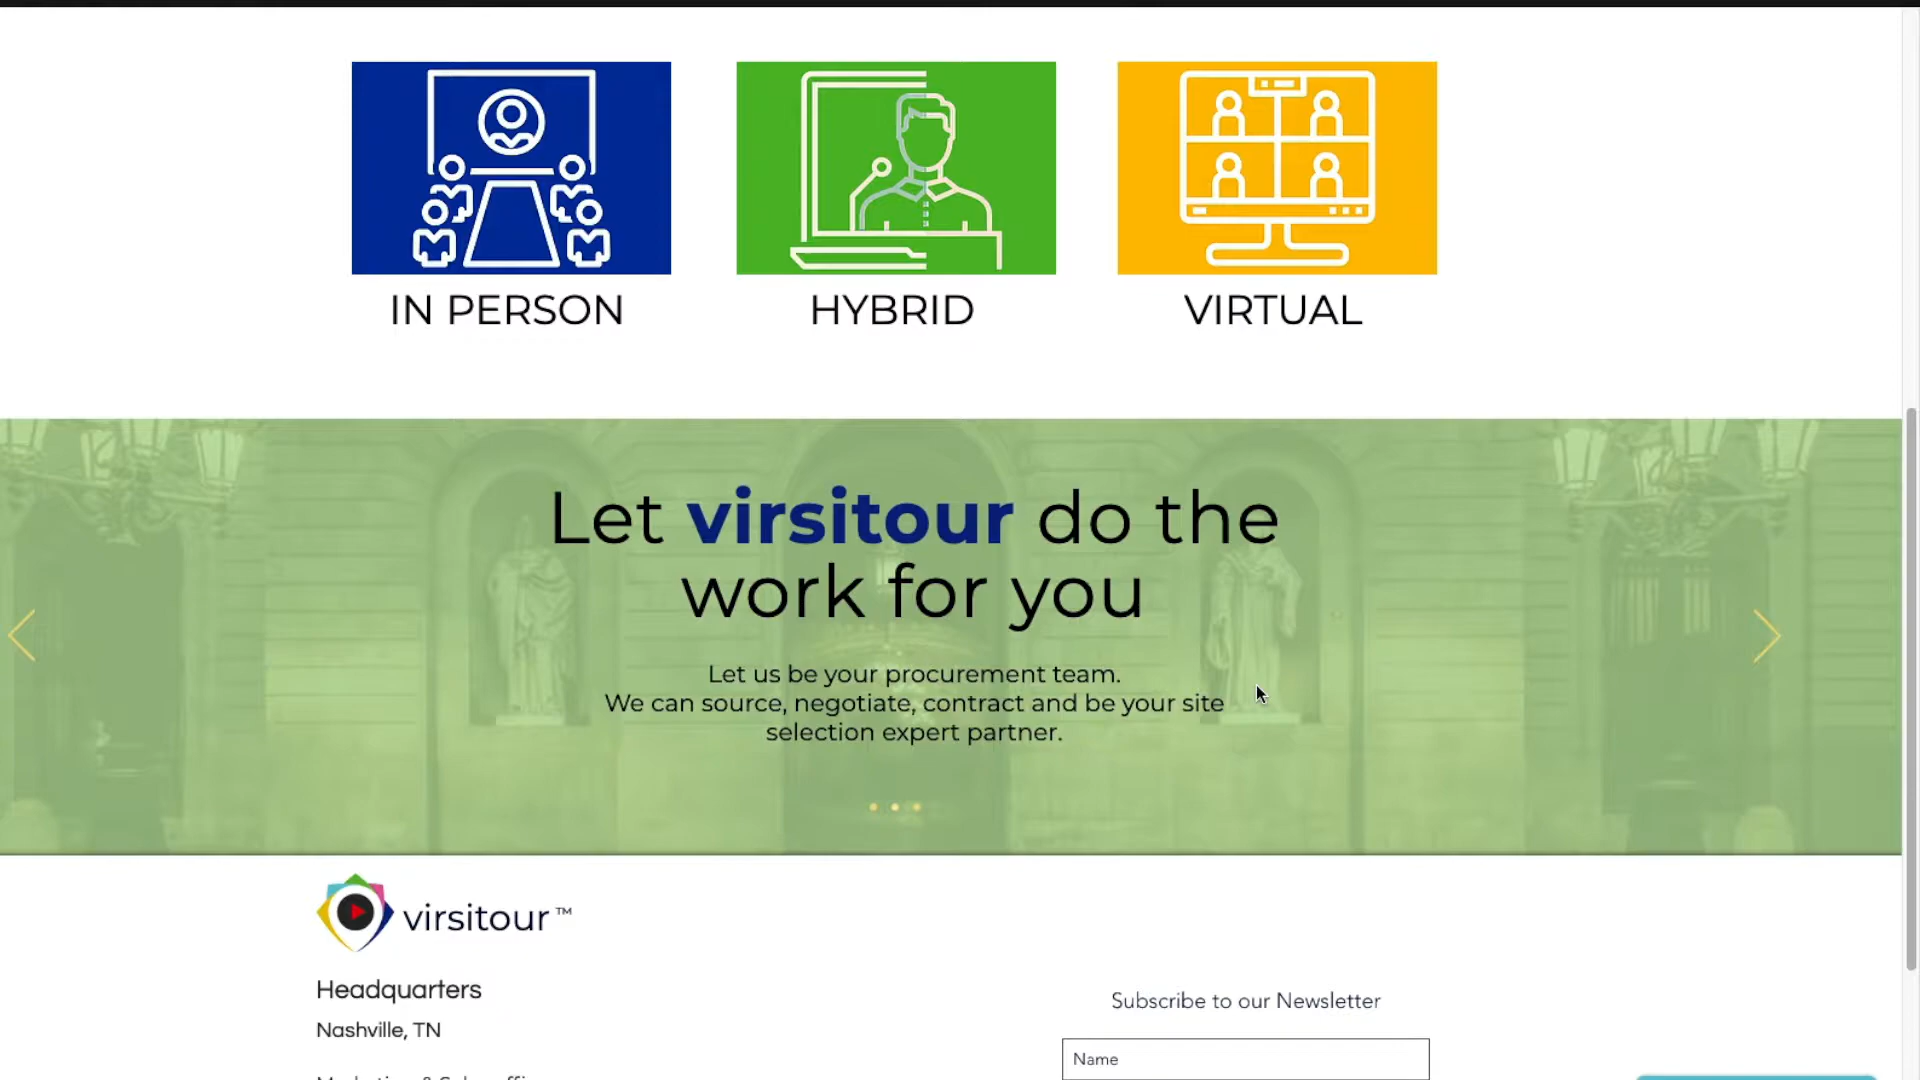 IN PERSON
HYBRID
VIRTUAL
Let virsitour do the
work for you
Let us be your procurement team.
We can source, negotiate, contract and be your site
selection expert partner.
virsitour™
Headquarters
Nashville, TN
Subscribe to our Newsletter
Name